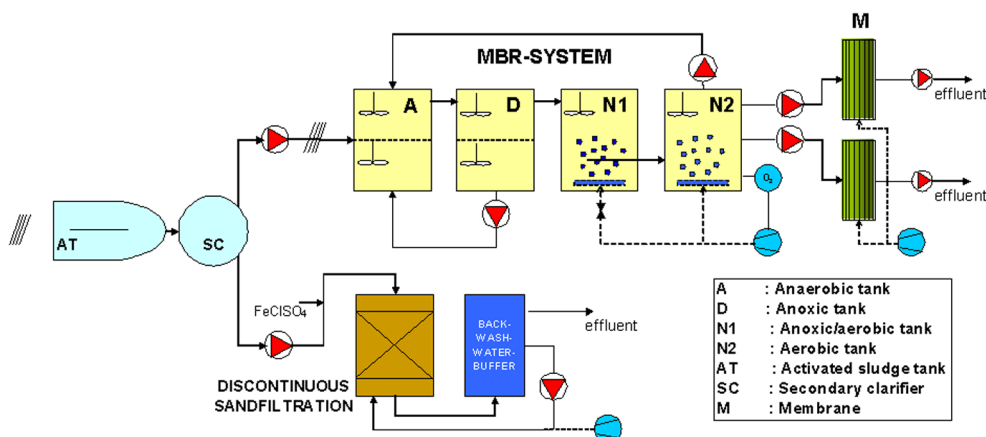 M
MBR-SYSTEM
A
D
N1
N2
effluent
O₂
effluent
AT
SC
FeClSO₄
BACK-
WASH-
WATER-
BUFFER
effluent
DISCONTINUOUS
SANDFILTRATION
A : Anaerobic tank
D : Anoxic tank
N1 : Anoxic/aerobic tank
N2 : Aerobic tank
AT : Activated sludge tank
SC : Secondary clarifier
M : Membrane